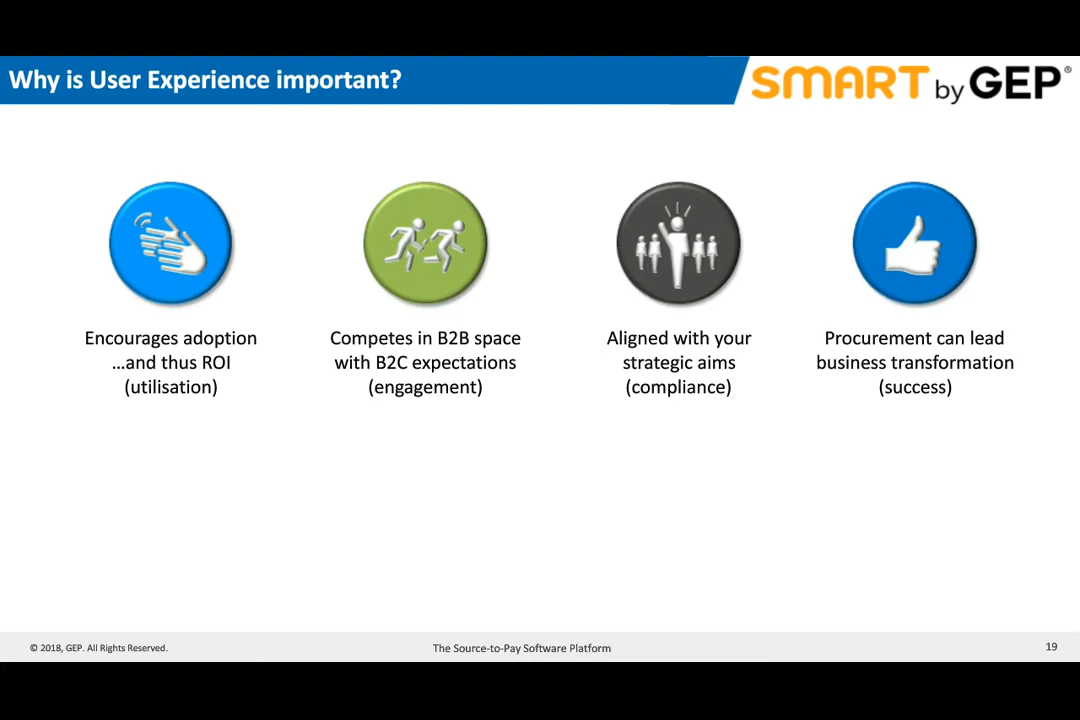 Why is User Experience important?
SMART by GEP®
Encourages adoption
…and thus ROI
(utilisation)
Competes in B2B space
with B2C expectations
(engagement)
Aligned with your
strategic aims
(compliance)
Procurement can lead
business transformation
(success)
© 2018, GEP. All Rights Reserved.
The Source-to-Pay Software Platform
19